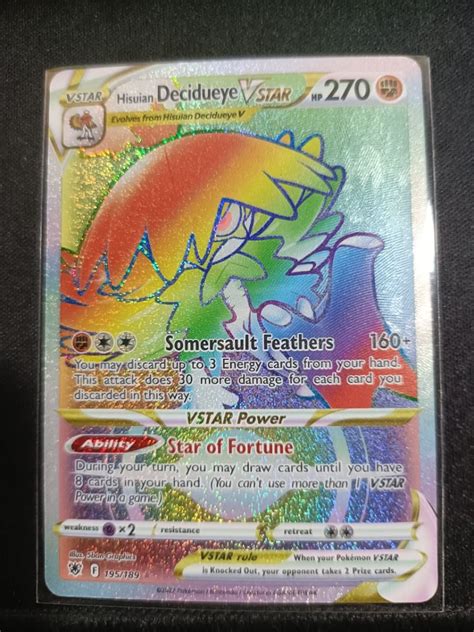 VSTAR Hisuian Decidueye VSTAR HP 270
Evolves from Hisuian Decidueye V
Somersault Feathers 160+
You may discard up to 3 Energy cards from your hand.
This attack does 30 more damage for each card you
discarded in this way.
VSTAR Power
Ability Star of Fortune
During your turn, you may draw cards until you have
8 cards in your hand. (You can't use more than 1 VSTAR
Power in a game.)
weakness ×2 resistance retreat
Illus.
VSTAR rule When your Pokémon VSTAR
F 195/189 is Knocked Out, your opponent takes 2 Prize cards.